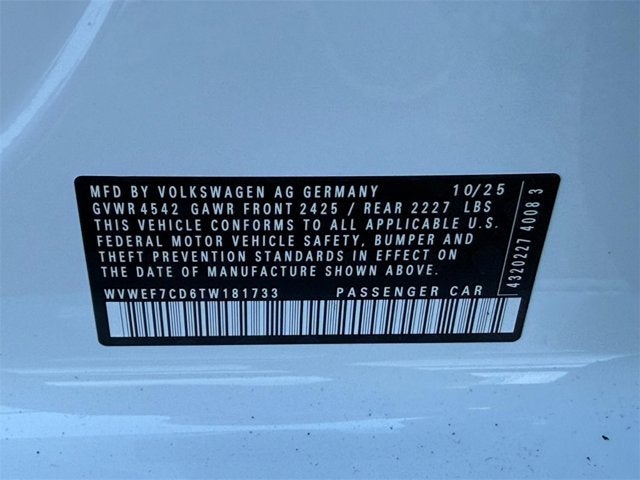 MFD BY VOLKSWAGEN AG GERMANY 10/25
GVWR 4542 GAWR FRONT 2425 / REAR 2227 LBS
THIS VEHICLE CONFORMS TO ALL APPLICABLE U.S.
FEDERAL MOTOR VEHICLE SAFETY, BUMPER AND
THEFT PREVENTION STANDARDS IN EFFECT ON
THE DATE OF MANUFACTURE SHOWN ABOVE.
WVWEF7CD6TW181733 PASSENGER CAR
4320227 4008 3